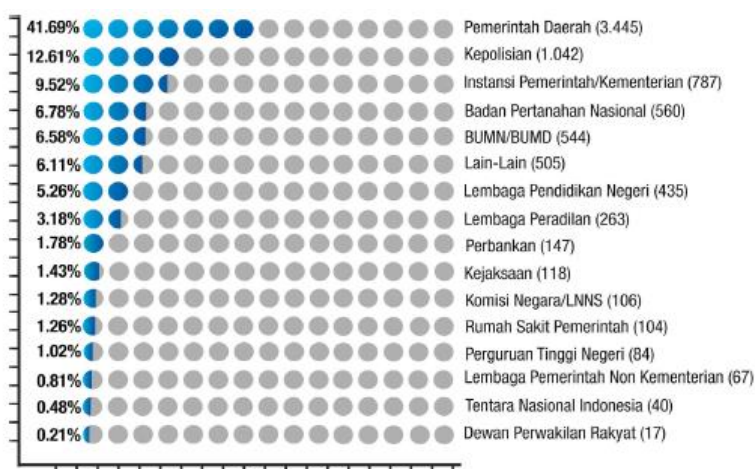 41.69% Pemerintah Daerah (3.445)
12.61% Kepolisian (1.042)
9.52% Instansi Pemerintah/Kementerian (787)
6.78% Badan Pertanahan Nasional (560)
6.58% BUMN/BUMD (544)
6.11% Lain-Lain (505)
5.26% Lembaga Pendidikan Negeri (435)
3.18% Lembaga Peradilan (263)
1.78% Perbankan (147)
1.43% Kejaksaan (118)
1.28% Komisi Negara/LNNS (106)
1.26% Rumah Sakit Pemerintah (104)
1.02% Perguruan Tinggi Negeri (84)
0.81% Lembaga Pemerintah Non Kementerian (67)
0.48% Tentara Nasional Indonesia (40)
0.21% Dewan Perwakilan Rakyat (17)